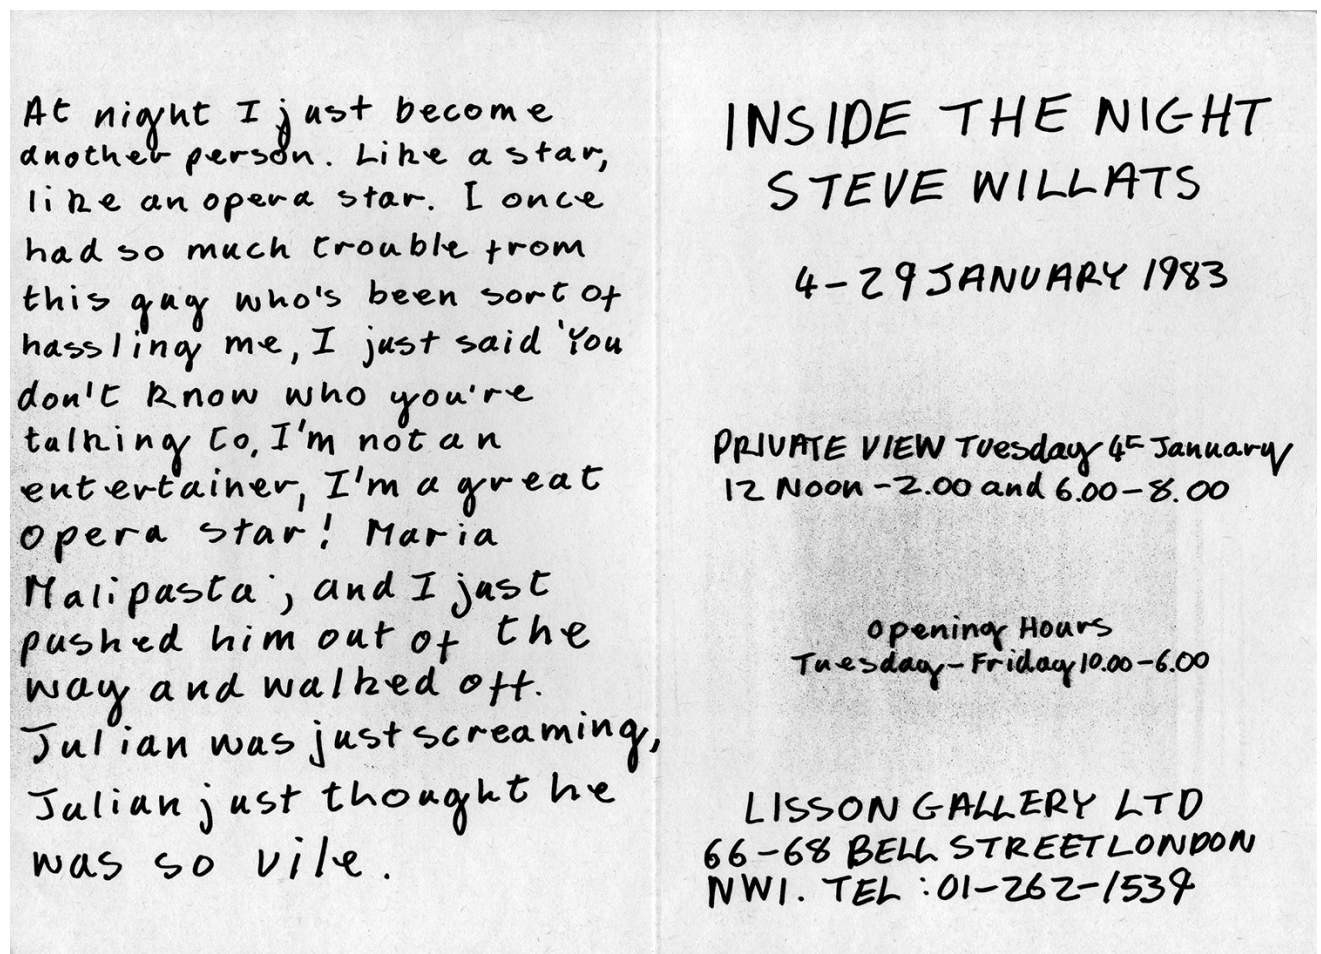 At night I just become
another person. Like a star,
like an opera star. I once
had so much trouble from
this guy who's been sort of
hassling me, I just said 'You
don't know who you're
talking to, I'm not an
entertainer, I'm a great
opera star! Maria
Malipasta', and I just
pushed him out of the
way and walked off.
Julian was just screaming,
Julian just thought he
was so vile.
INSIDE THE NIGHT
STEVE WILLATS
4-29 JANUARY 1983
PRIVATE VIEW Tuesday 4 January
12 Noon -2.00 and 6.00-8.00
Opening Hours
Tuesday-Friday 10.00-6.00
LISSON GALLERY LTD
66-68 BELL STREET LONDON
NW1. TEL :01-262-1539